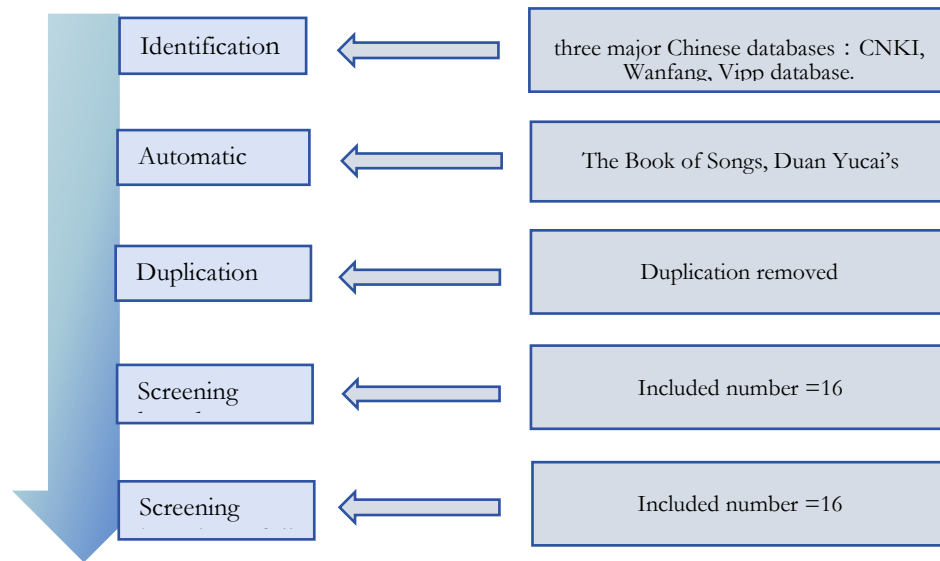 Identification
three major Chinese databases：CNKI,
Wanfang, Vipp database.
Automatic
The Book of Songs, Duan Yucai's
Duplication
Duplication removed
Screening
Included number =16
Screening
Included number =16